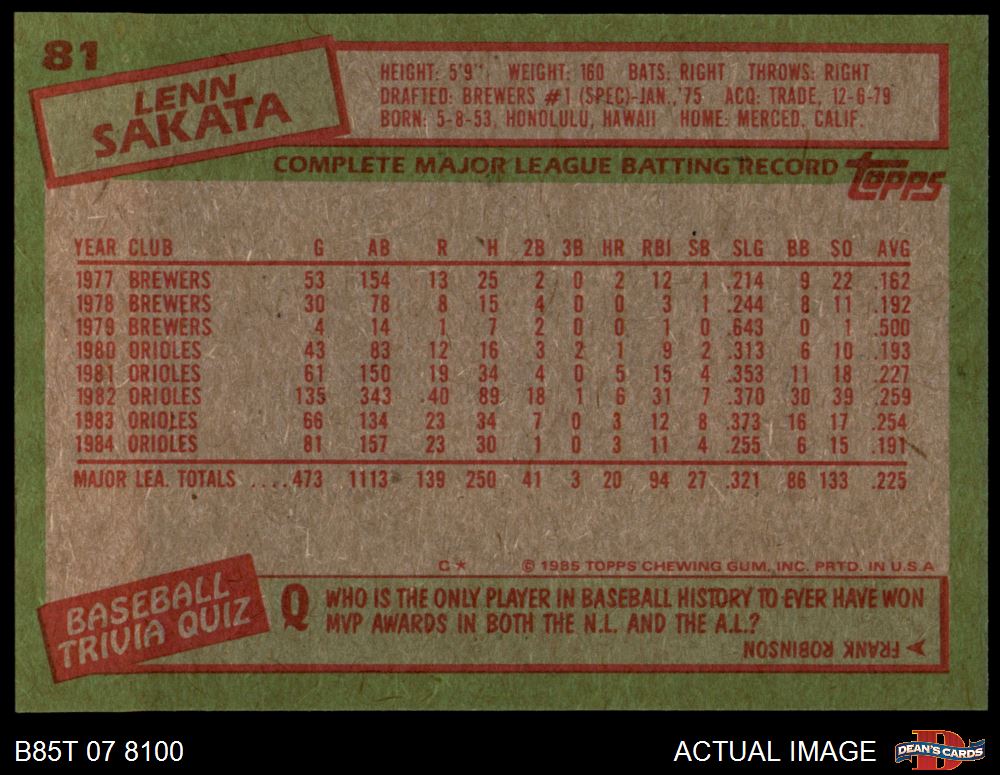 81
LENN
SAKATA
HEIGHT: 5'9" WEIGHT: 160 BATS: RIGHT THROWS: RIGHT
DRAFTED: BREWERS #1 (SPEC)-JAN.,'75 ACQ: TRADE, 12-6-79
BORN: 5-8-53, HONOLULU, HAWAII HOME: MERCED, CALIF.
COMPLETE MAJOR LEAGUE BATTING RECORD
topps
YEAR CLUB G AB R H 2B 3B HR RBI SB SLG BB SO AVG
1977 BREWERS 53 154 13 25 2 0 2 12 1 .214 9 22 .162
1978 BREWERS 30 78 8 15 4 0 0 3 1 .244 8 11 .192
1979 BREWERS 4 14 1 7 2 0 0 1 0 .643 0 1 .500
1980 ORIOLES 43 83 12 16 3 2 1 9 2 .313 6 10 .193
1981 ORIOLES 61 150 19 34 4 0 5 15 4 .353 11 18 .227
1982 ORIOLES 135 343 40 89 18 1 6 31 7 .370 30 39 .259
1983 ORIOLES 66 134 23 34 7 0 3 12 8 .373 16 17 .254
1984 ORIOLES 81 157 23 30 1 0 3 11 4 .255 6 15 .191
MAJOR LEA. TOTALS ....473 1113 139 250 41 3 20 94 27 .321 86 133 .225
C* © 1985 TOPPS CHEWING GUM, INC. PRTD. IN U.S.A
BASEBALL
TRIVIA QUIZ
Q WHO IS THE ONLY PLAYER IN BASEBALL HISTORY TO EVER HAVE WON
MVP AWARDS IN BOTH THE N.L. AND THE A.L.?
FRANK ROBINSON
B85T 07 8100
ACTUAL IMAGE
DEAN'S CARDS